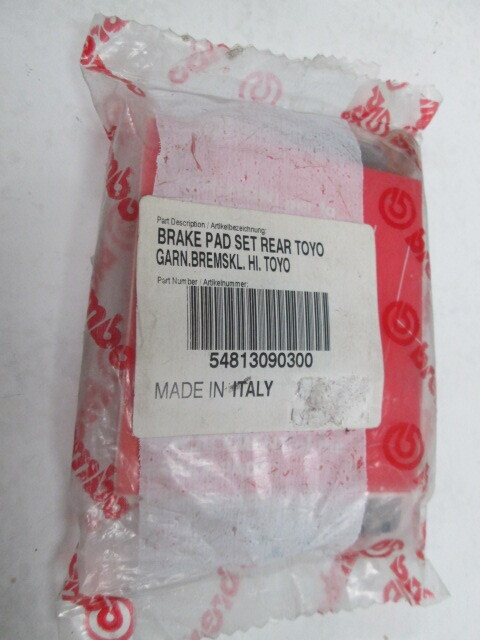 Part Description / Artikelbezeichnung:
BRAKE PAD SET REAR TOYO
GARN.BREMSKL. HI. TOYO
Part Number / Artikelnummer:
54813090300
MADE IN ITALY
brembo